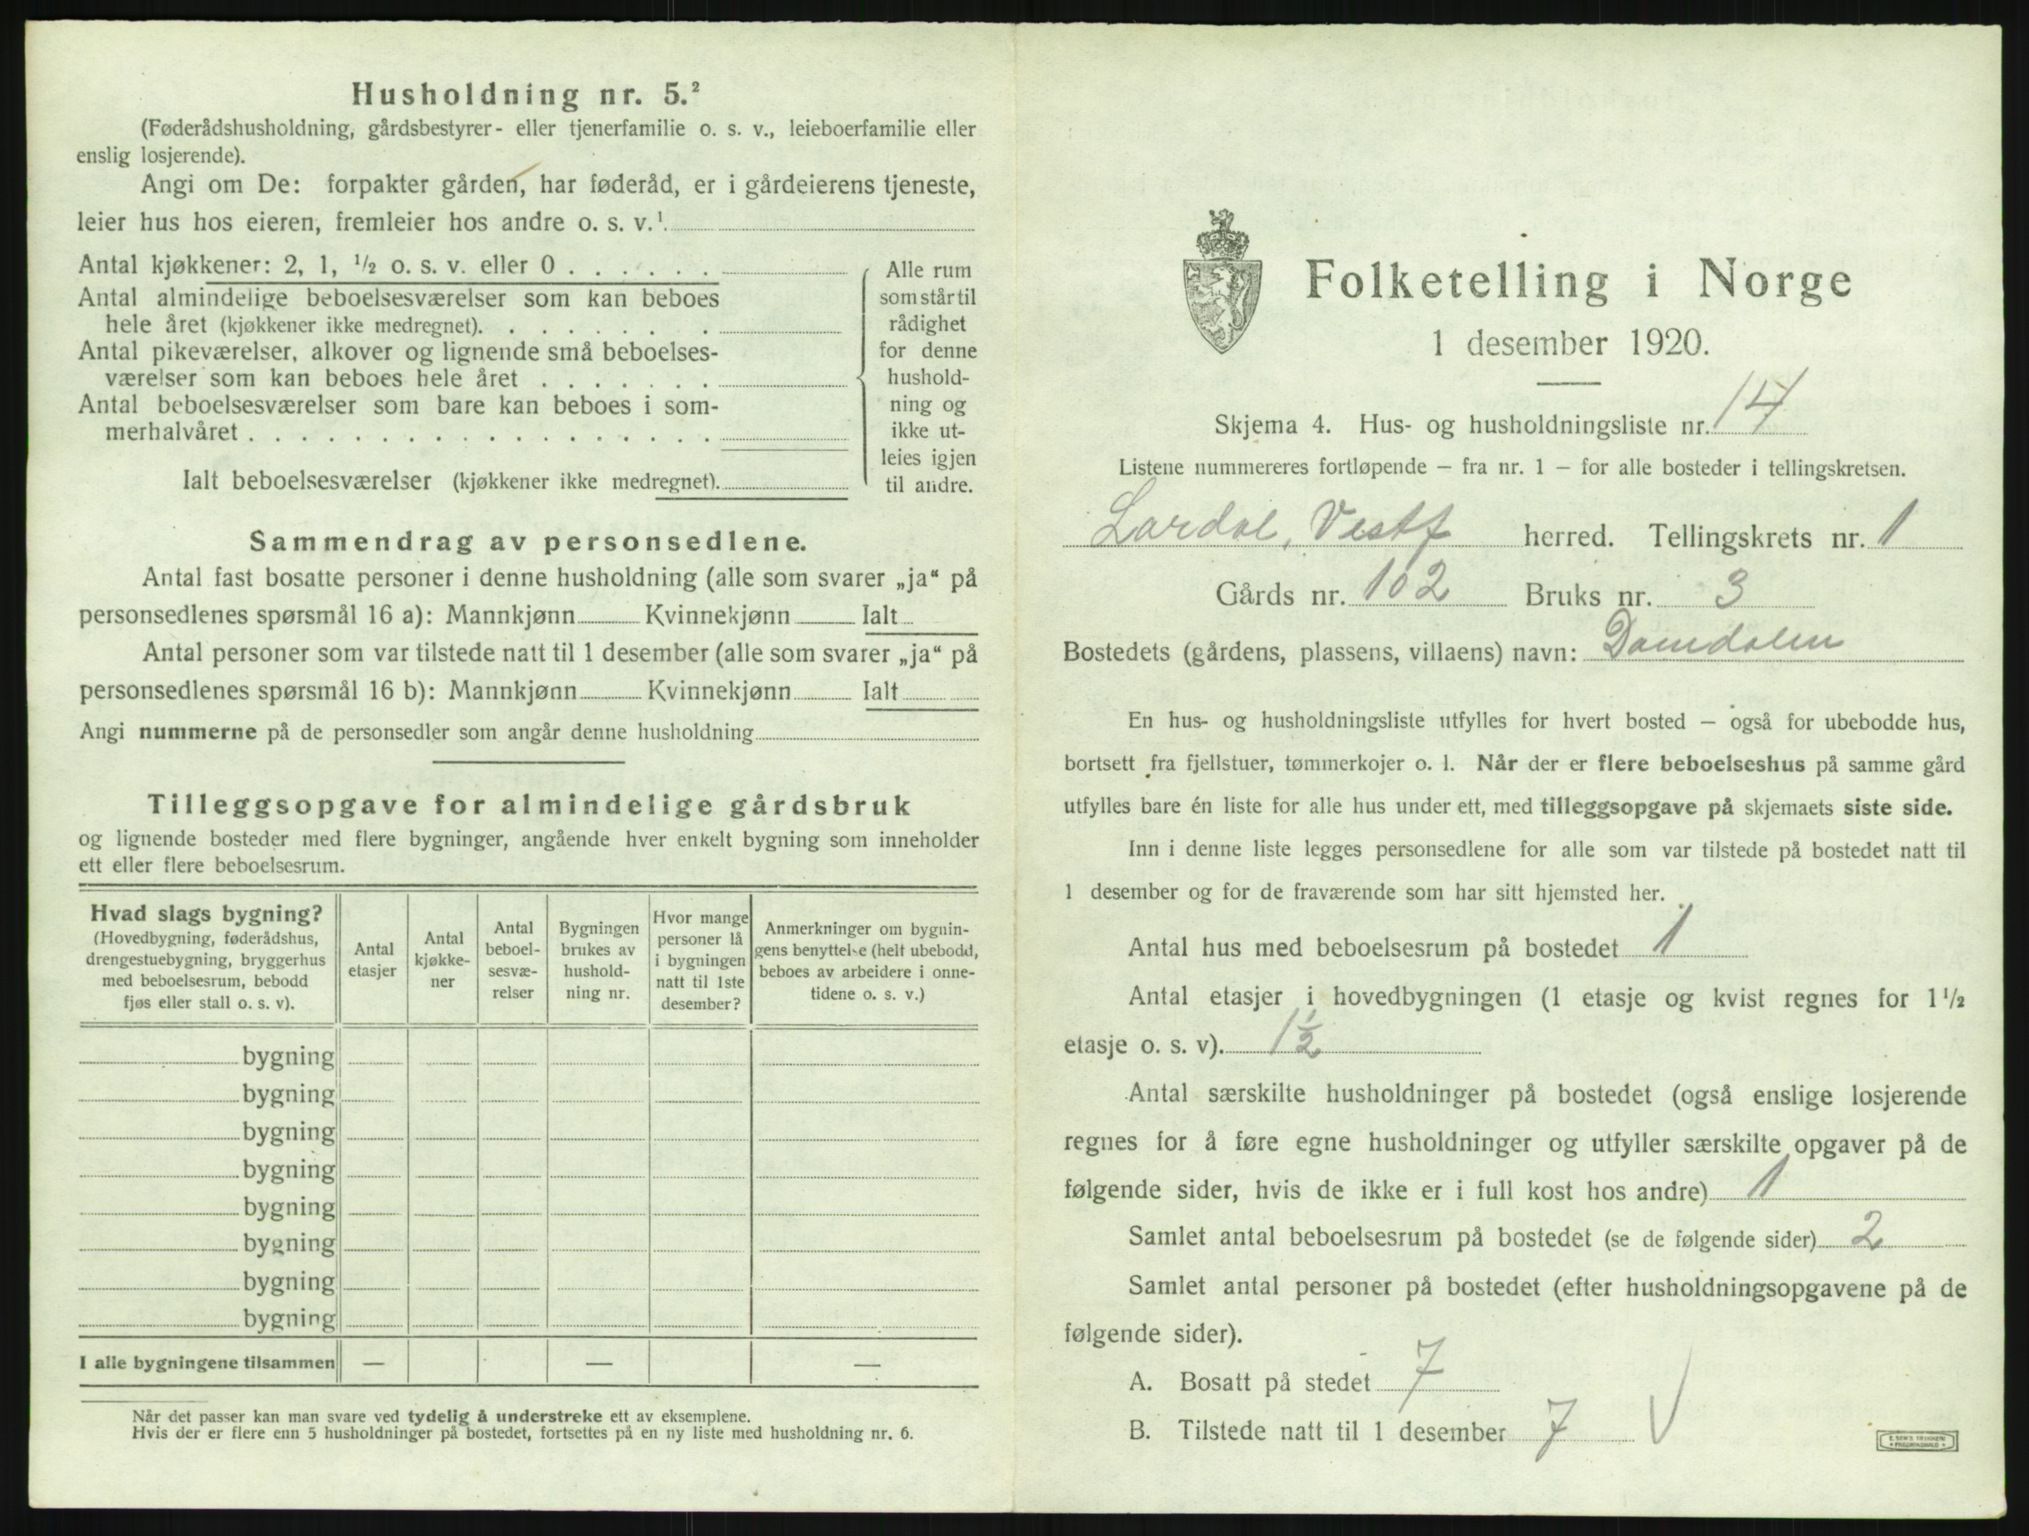 Husholdning nr. 5.²
(Føderådshusholdning, gårdsbestyrer- eller tjenerfamilie o. s. v., leieboerfamilie eller
enslig losjerende).
Angi om De: forpakter gården, har føderåd, er i gårdeierens tjeneste,
leier hus hos eieren, fremleier hos andre o. s. v.¹
Antal kjøkkener: 2, 1, ½ o. s. v. eller 0 . . . . . .
Antal almindelige beboelsesværelser som kan beboes
hele året (kjøkkener ikke medregnet). . . . . . . . .
Antal pikeværelser, alkover og lignende små beboelses-
værelser som kan beboes hele året . . . . . . .
Antal beboelsesværelser som bare kan beboes i som-
merhalvåret . . . . . . . . . . . . . . . . . .
Ialt beboelsesværelser (kjøkkener ikke medregnet).
Alle rum
som står til
rådighet
for denne
hushold-
ning og
ikke ut-
leies igjen
til andre.
Sammendrag av personsedlene.
Antal fast bosatte personer i denne husholdning (alle som svarer „ja“ på
personsedlenes spørsmål 16 a): Mannkjønn Kvinnekjønn Ialt
Antal personer som var tilstede natt til 1 desember (alle som svarer „ja“ på
personsedlenes spørsmål 16 b): Mannkjønn Kvinnekjønn Ialt
Angi nummerne på de personsedler som angår denne husholdning
Tilleggsopgave for almindelige gårdsbruk
og lignende bosteder med flere bygninger, angående hver enkelt bygning som inneholder
ett eller flere beboelsesrum.
Hvad slags bygning?
(Hovedbygning, føderådshus,
drengestuebygning, bryggerhus
med beboelsesrum, bebodd
fjøs eller stall o. s. v).
Antal
etasjer
Antal
kjøkke-
ner
Antal
beboel-
sesvæ-
relser
Bygningen
brukes av
hushold-
ning nr.
Hvor mange
personer lå
i bygningen
natt til 1ste
desember?
Anmerkninger om bygnin-
gens benyttelse (helt ubebodd,
beboes av arbeidere i onne-
tidene o. s. v.)
bygning
bygning
bygning
bygning
bygning
bygning
bygning
bygning
I alle bygningene tilsammen — — —
Når det passer kan man svare ved tydelig å understreke ett av eksemplene.
Hvis der er flere enn 5 husholdninger på bostedet, fortsettes på en ny liste med husholdning nr. 6.
Folketelling i Norge
1 desember 1920.
Skjema 4. Hus- og husholdningsliste nr. 14
Listene nummereres fortløpende – fra nr. 1 – for alle bosteder i tellingskretsen.
Lardal, Vestf herred. Tellingskrets nr. 1
Gårds nr. 102 Bruks nr. 3
Bostedets (gårdens, plassens, villaens) navn: Damdalen
En hus- og husholdningsliste utfylles for hvert bosted – også for ubebodde hus,
bortsett fra fjellstuer, tømmerkojer o. l. Når der er flere beboelseshus på samme gård
utfylles bare én liste for alle hus under ett, med tilleggsopgave på skjemaets siste side.
Inn i denne liste legges personsedlene for alle som var tilstede på bostedet natt til
1 desember og for de fraværende som har sitt hjemsted her.
Antal hus med beboelsesrum på bostedet 1
Antal etasjer i hovedbygningen (1 etasje og kvist regnes for 1½
etasje o. s. v). 1½
Antal særskilte husholdninger på bostedet (også enslige losjerende
regnes for å føre egne husholdninger og utfyller særskilte opgaver på de
følgende sider, hvis de ikke er i full kost hos andre) 1
Samlet antal beboelsesrum på bostedet (se de følgende sider) 2
Samlet antal personer på bostedet (efter husholdningsopgavene på de
følgende sider).
A. Bosatt på stedet 7
B. Tilstede natt til 1 desember 7 V